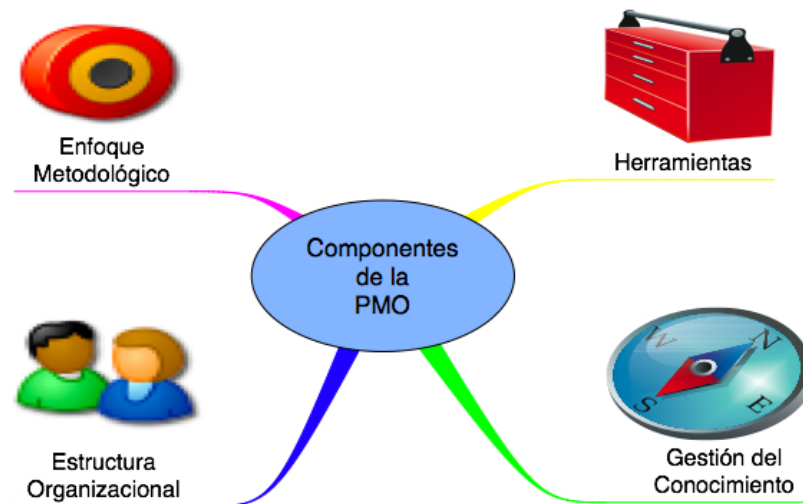 Enfoque
Metodológico
Herramientas
Componentes
de la
PMO
Estructura
Organizacional
Gestión del
Conocimiento
W
N
S
E